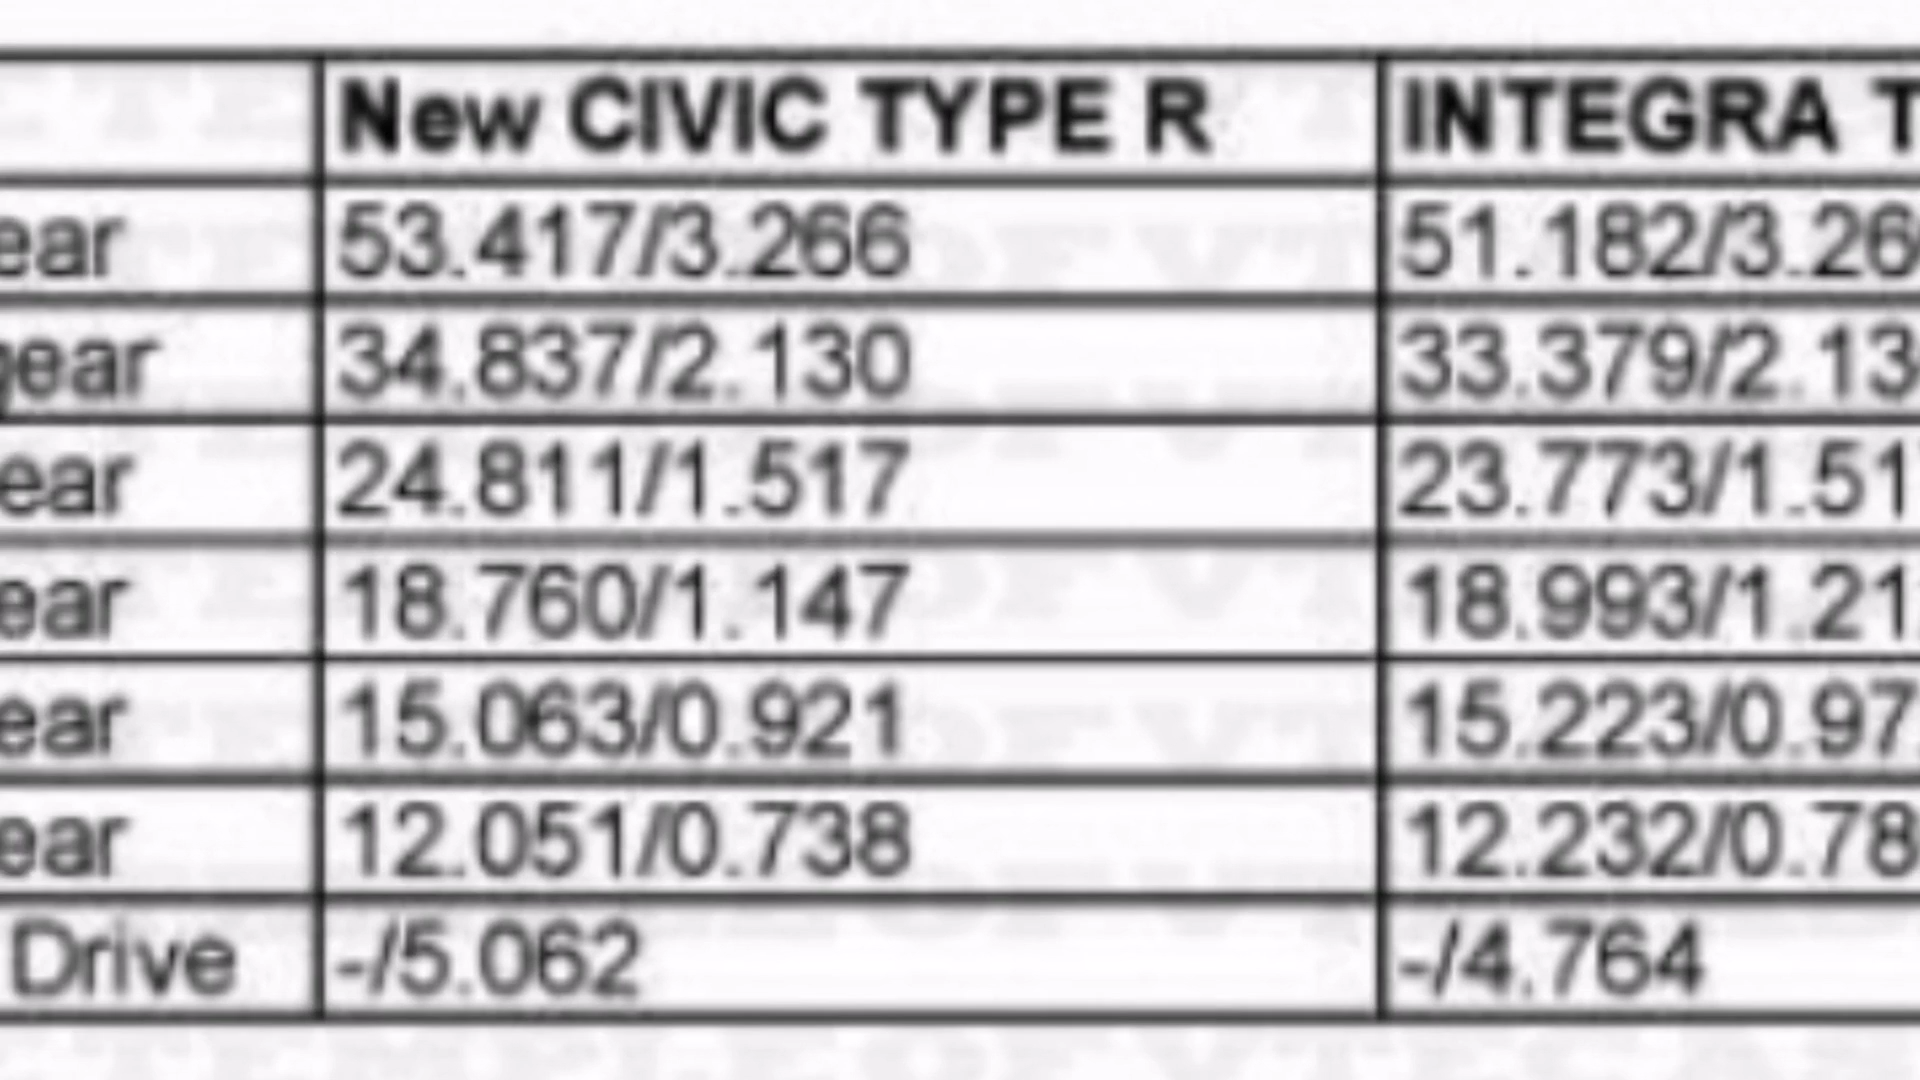 New CIVIC TYPE R INTEGRA T
ear 53.417/3.266 51.182/3.26
gear 34.837/2.130 33.379/2.13
ear 24.811/1.517 23.773/1.51
ear 18.760/1.147 18.993/1.21
ear 15.063/0.921 15.223/0.97
ear 12.051/0.738 12.232/0.78
Drive -/5.062 -/4.764